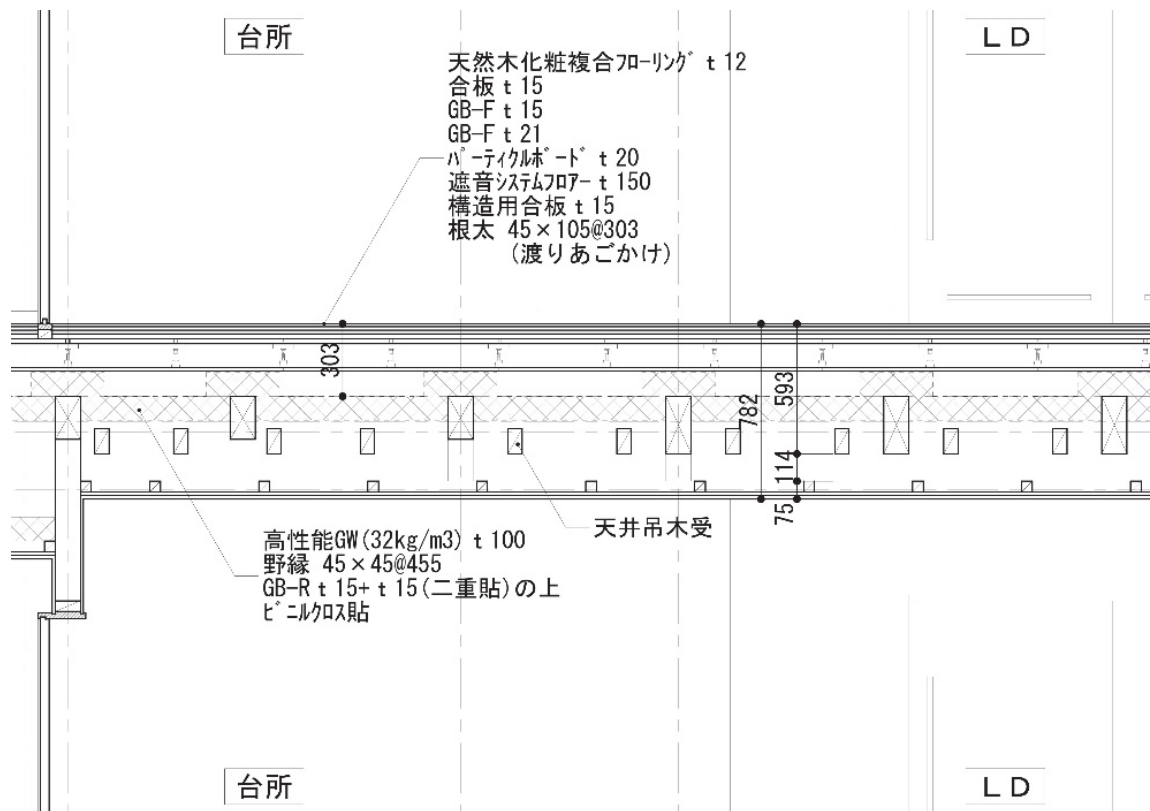 台所
ＬＤ
天然木化粧複合ﾌﾛｰﾘﾝｸﾞ t 12
合板 t 15
GB-F t 15
GB-F t 21
ﾊﾟｰﾃｨｸﾙﾎﾞｰﾄﾞ t 20
遮音ｼｽﾃﾑﾌﾛｱｰ t 150
構造用合板 t 15
根太 45×105@303
(渡りあごかけ)
303
782
593
114
75
天井吊木受
高性能GW(32kg/m3) t 100
野縁 45×45@455
GB-R t 15+ t 15(二重貼)の上
ﾋﾞﾆﾙｸﾛｽ貼
台所
ＬＤ